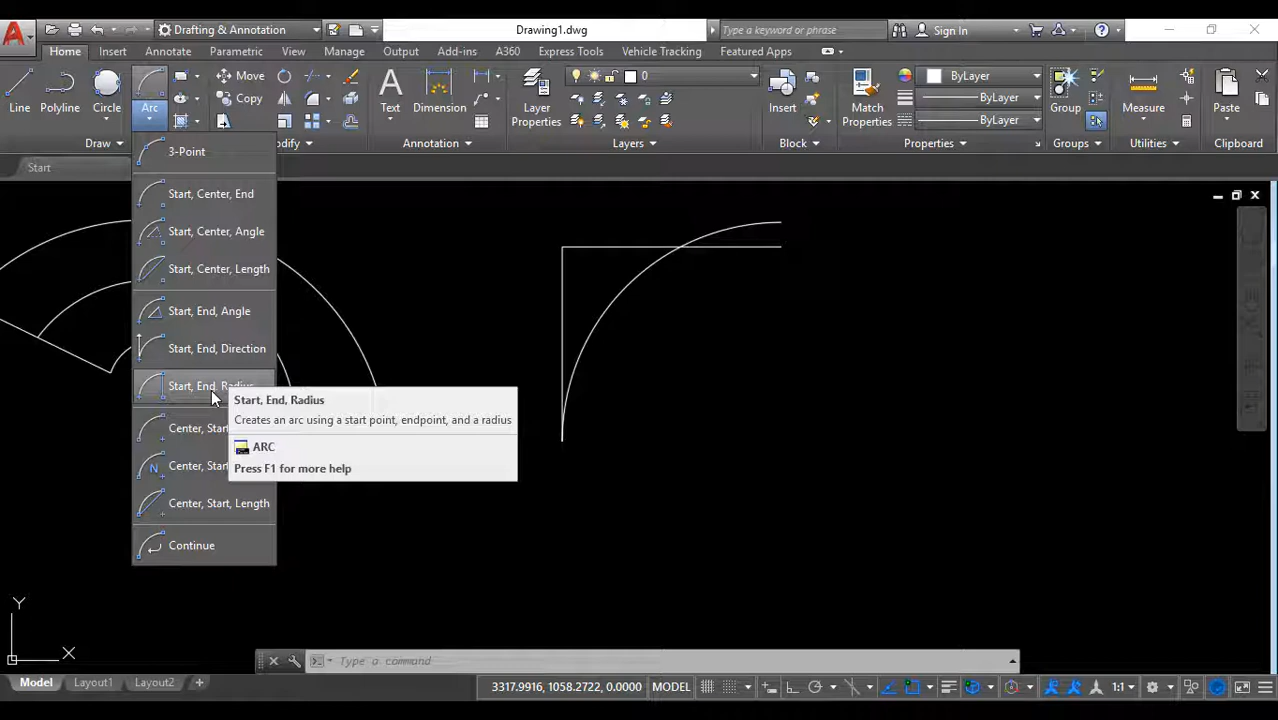 Drafting & Annotation
Drawing1.dwg
Type a keyword or phrase
Sign In
Home
Insert
Annotate
Parametric
View
Manage
Output
Add-ins
A360
Express Tools
Vehicle Tracking
Featured Apps
Line
Polyline
Circle
Arc
Move
Copy
Text
Dimension
Layer
Properties
0
Insert
Match
Properties
ByLayer
ByLayer
ByLayer
Group
Measure
Paste
Draw
Annotation
Layers
Block
Properties
Groups
Utilities
Clipboard
Start
3-Point
Start, Center, End
Start, Center, Angle
Start, Center, Length
Start, End, Angle
Start, End, Direction
Start, End, Radius
Start, End, Radius
Creates an arc using a start point, endpoint, and a radius
ARC
Press F1 for more help
Center, Start, Length
Continue
Y
X
Type a command
Model
Layout1
Layout2
3317.9916, 1058.2722, 0.0000
MODEL
1:1